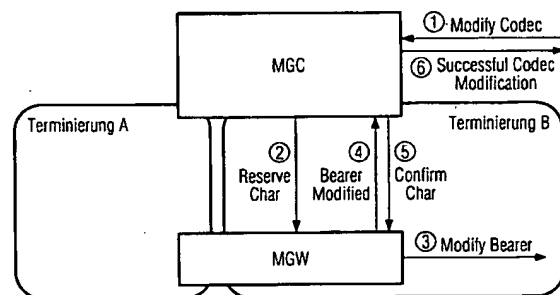 ① Modify Codec
MGC
⑥ Successful Codec
Modification
Terminierung A
Terminierung B
②
Reserve
Char
④
Bearer
Modified
⑤
Confirm
Char
MGW
③ Modify Bearer